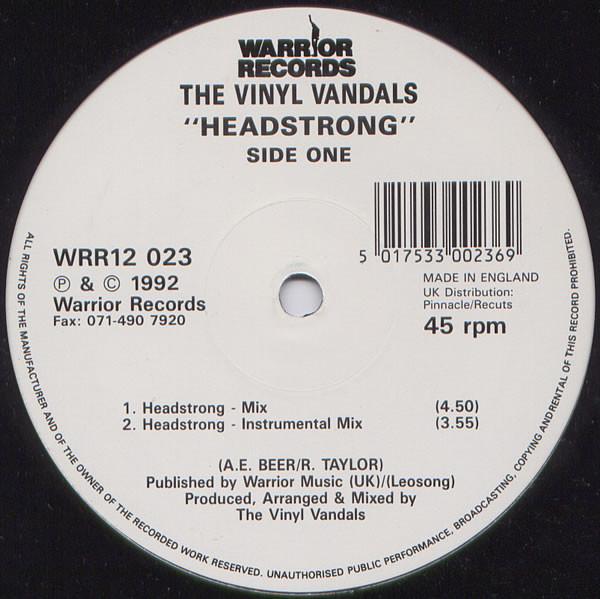 WARRIOR
RECORDS
THE VINYL VANDALS
"HEADSTRONG"
SIDE ONE
WRR12 023
Ⓟ & © 1992
Warrior Records
Fax: 071-490 7920
5 017533 002369
MADE IN ENGLAND
UK Distribution:
Pinnacle/Recuts
45 rpm
1. Headstrong - Mix (4.50)
2. Headstrong - Instrumental Mix (3.55)
(A.E. BEER/R. TAYLOR)
Published by Warrior Music (UK)/(Leosong)
Produced, Arranged & Mixed by
The Vinyl Vandals
ALL RIGHTS OF THE MANUFACTURER AND OF THE OWNER OF THE RECORDED WORK RESERVED. UNAUTHORISED PUBLIC PERFORMANCE, BROADCASTING, COPYING AND RENTAL OF THIS RECORD PROHIBITED.